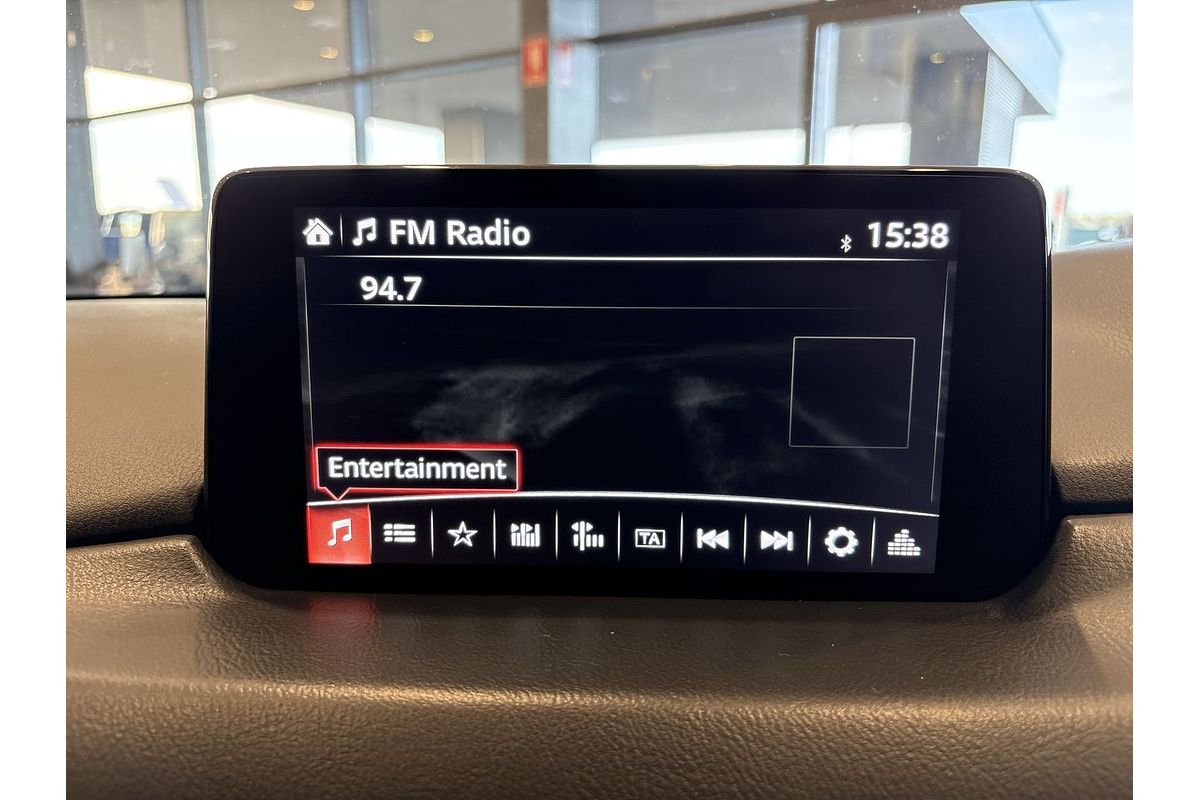 FM Radio
15:38
94.7
Entertainment
TA